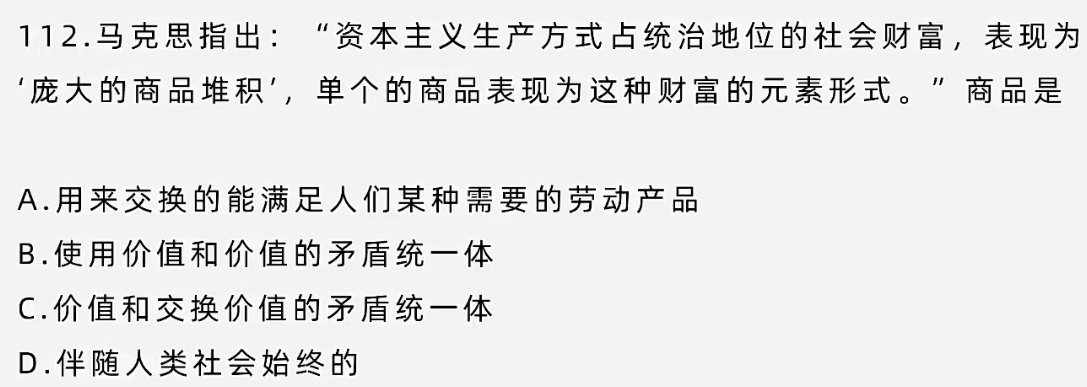 112.马克思指出：“资本主义生产方式占统治地位的社会财富，表现为
‘庞大的商品堆积’，单个的商品表现为这种财富的元素形式。”商品是
A.用来交换的能满足人们某种需要的劳动产品
B.使用价值和价值的矛盾统一体
C.价值和交换价值的矛盾统一体
D.伴随人类社会始终的